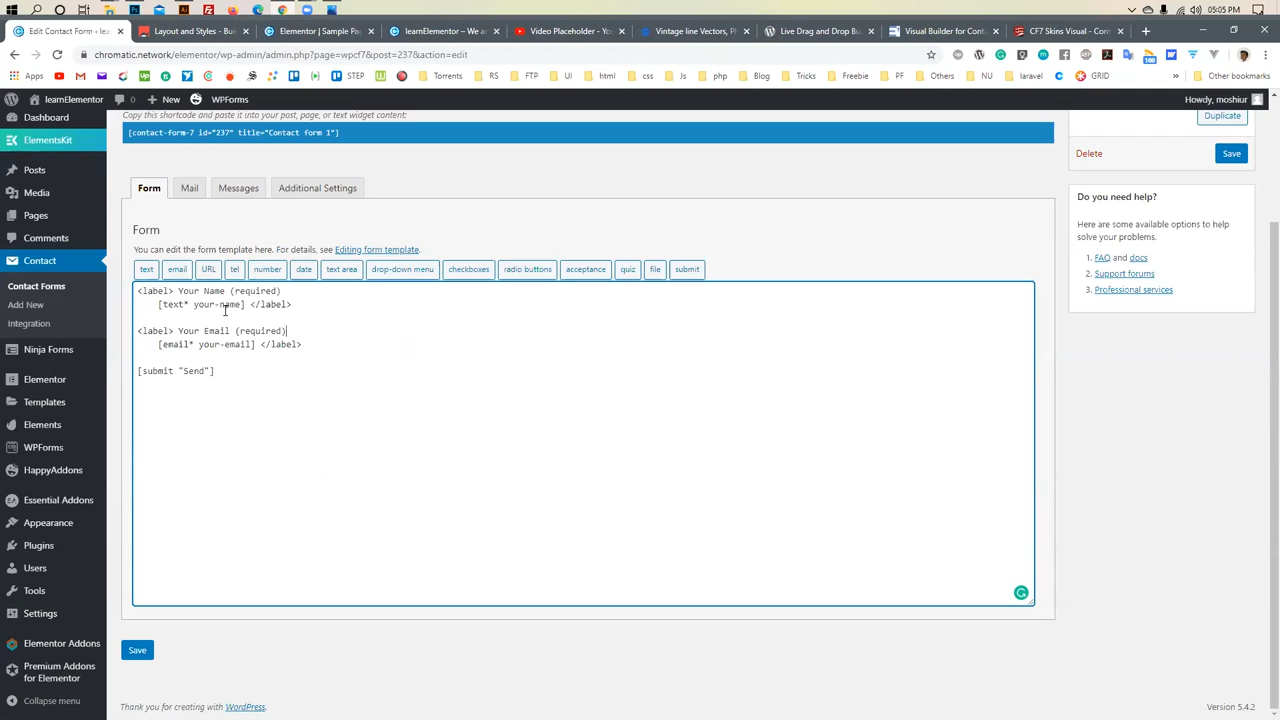 05:05 PM
Edit Contact Form ‹ lea
Layout and Styles - Bu
Elementor | Sample Pa
learnElementor – We ar
Video Placeholder - Yo
Vintage line Vectors, Ph
Live Drag and Drop Bu
Visual Builder for Cont
CF7 Skins Visual - Cont
chromatic.network/elementor/wp-admin/admin.php?page=wpcf7&post=237&action=edit
Apps
Torrents
RS
FTP
UI
html
css
Js
php
Blog
Tricks
Freebie
PF
Others
NU
laravel
GRID
»
Other bookmarks
learnElementor
0
New
WPForms
Howdy, moshiur
Dashboard
ElementsKit
Posts
Media
Pages
Comments
Contact
Contact Forms
Add New
Integration
Ninja Forms
Elementor
Templates
Elements
WPForms
HappyAddons
Essential Addons
Appearance
Plugins
Users
Tools
Settings
Elementor Addons
Premium Addons for Elementor
Collapse menu
Copy this shortcode and paste it into your post, page, or text widget content:
[contact-form-7 id="237" title="Contact form 1"]
Form
Mail
Messages
Additional Settings
Form
You can edit the form template here. For details, see Editing form template.
text
email
URL
tel
number
date
text area
drop-down menu
checkboxes
radio buttons
acceptance
quiz
file
submit
<label> Your Name (required)
[text* your-name] </label>
<label> Your Email (required)
[email* your-email] </label>
[submit "Send"]
Save
Thank you for creating with WordPress.
Version 5.4.2
Duplicate
Delete
Save
Do you need help?
Here are some available options to help
solve your problems.
1. FAQ and docs
2. Support forums
3. Professional services